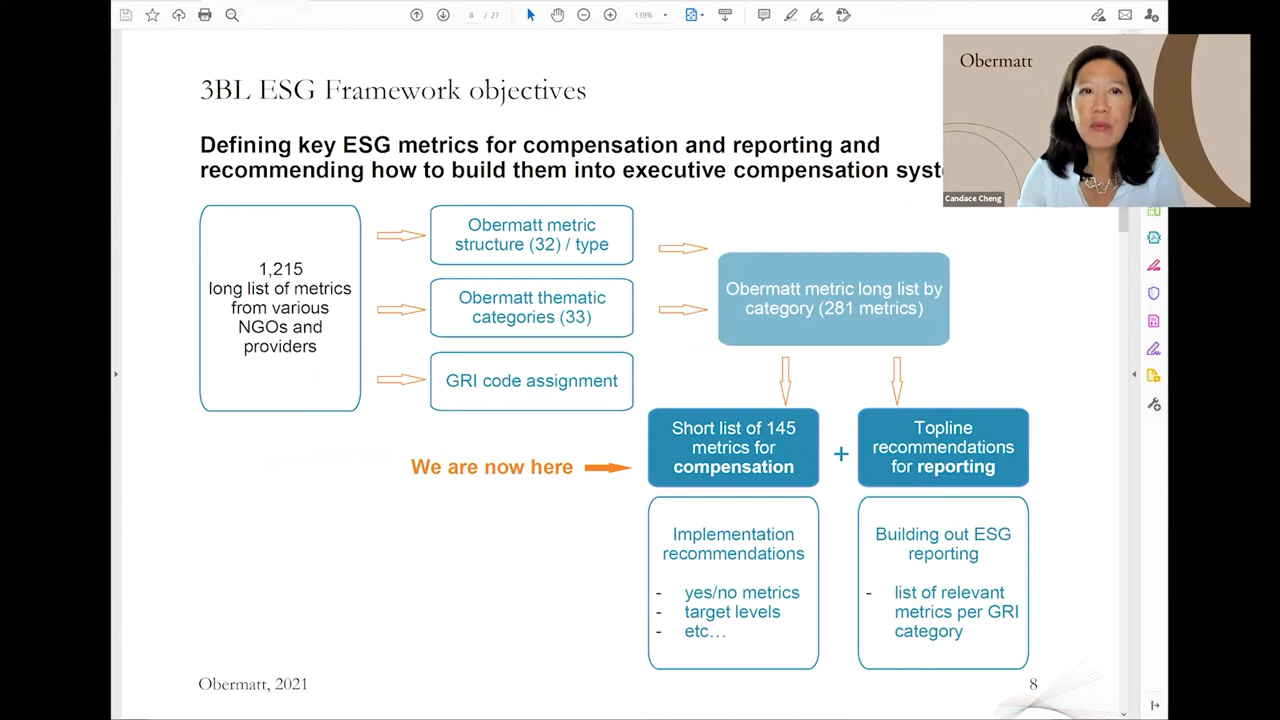 8 / 27
139%
Obermatt
Candace Cheng
3BL ESG Framework objectives
Defining key ESG metrics for compensation and reporting and
recommending how to build them into executive compensation syst
1,215
long list of metrics
from various
NGOs and
providers
Obermatt metric
structure (32) / type
Obermatt thematic
categories (33)
GRI code assignment
Obermatt metric long list by
category (281 metrics)
We are now here
Short list of 145
metrics for
compensation
+
Topline
recommendations
for reporting
Implementation
recommendations
- yes/no metrics
- target levels
- etc…
Building out ESG
reporting
- list of relevant
metrics per GRI
category
Obermatt, 2021
8